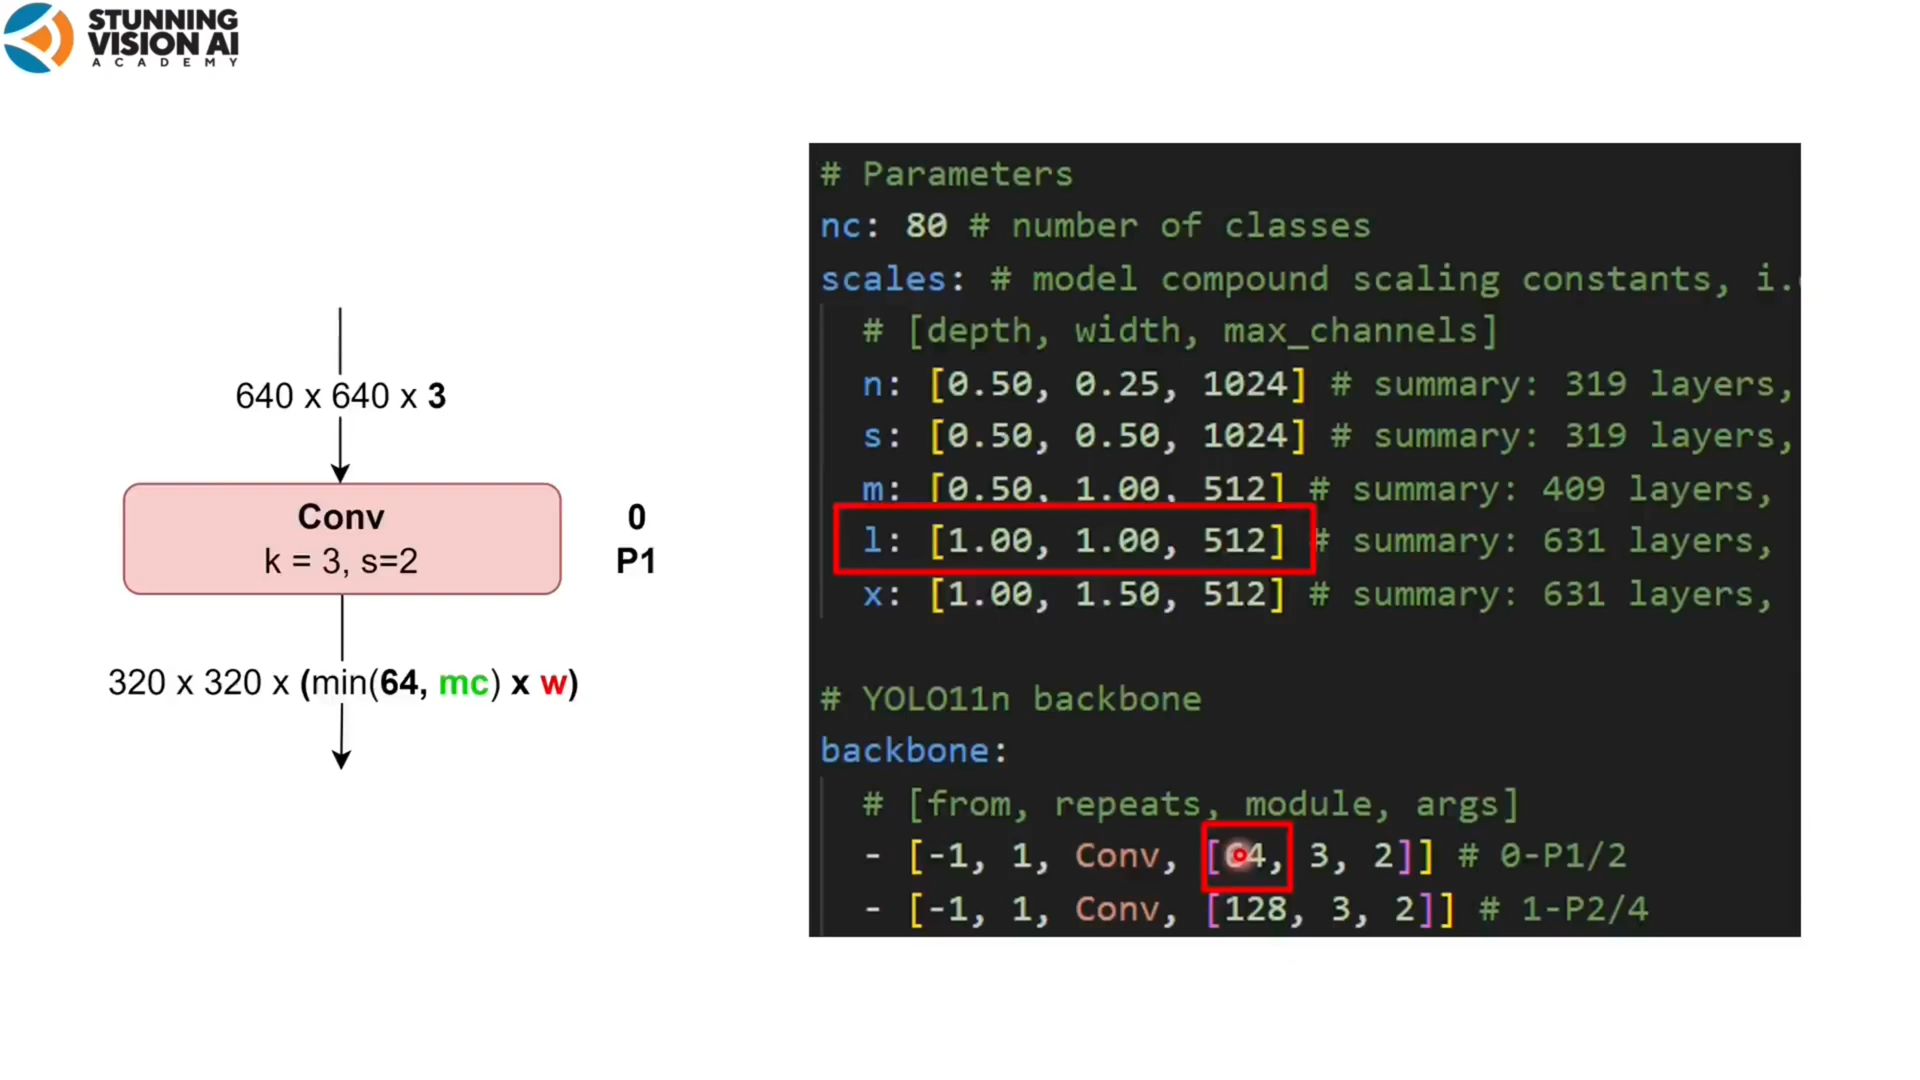 STUNNING
VISION AI
ACADEMY
640 x 640 x 3
Conv
k = 3, s=2
0
P1
320 x 320 x (min(64, mc) x w)
# Parameters
nc: 80 # number of classes
scales: # model compound scaling constants, i.
# [depth, width, max_channels]
n: [0.50, 0.25, 1024] # summary: 319 layers,
s: [0.50, 0.50, 1024] # summary: 319 layers,
m: [0.50, 1.00, 512] # summary: 409 layers,
l: [1.00, 1.00, 512] # summary: 631 layers,
x: [1.00, 1.50, 512] # summary: 631 layers,
# YOLO11n backbone
backbone:
# [from, repeats, module, args]
- [-1, 1, Conv, [64, 3, 2]] # 0-P1/2
- [-1, 1, Conv, [128, 3, 2]] # 1-P2/4